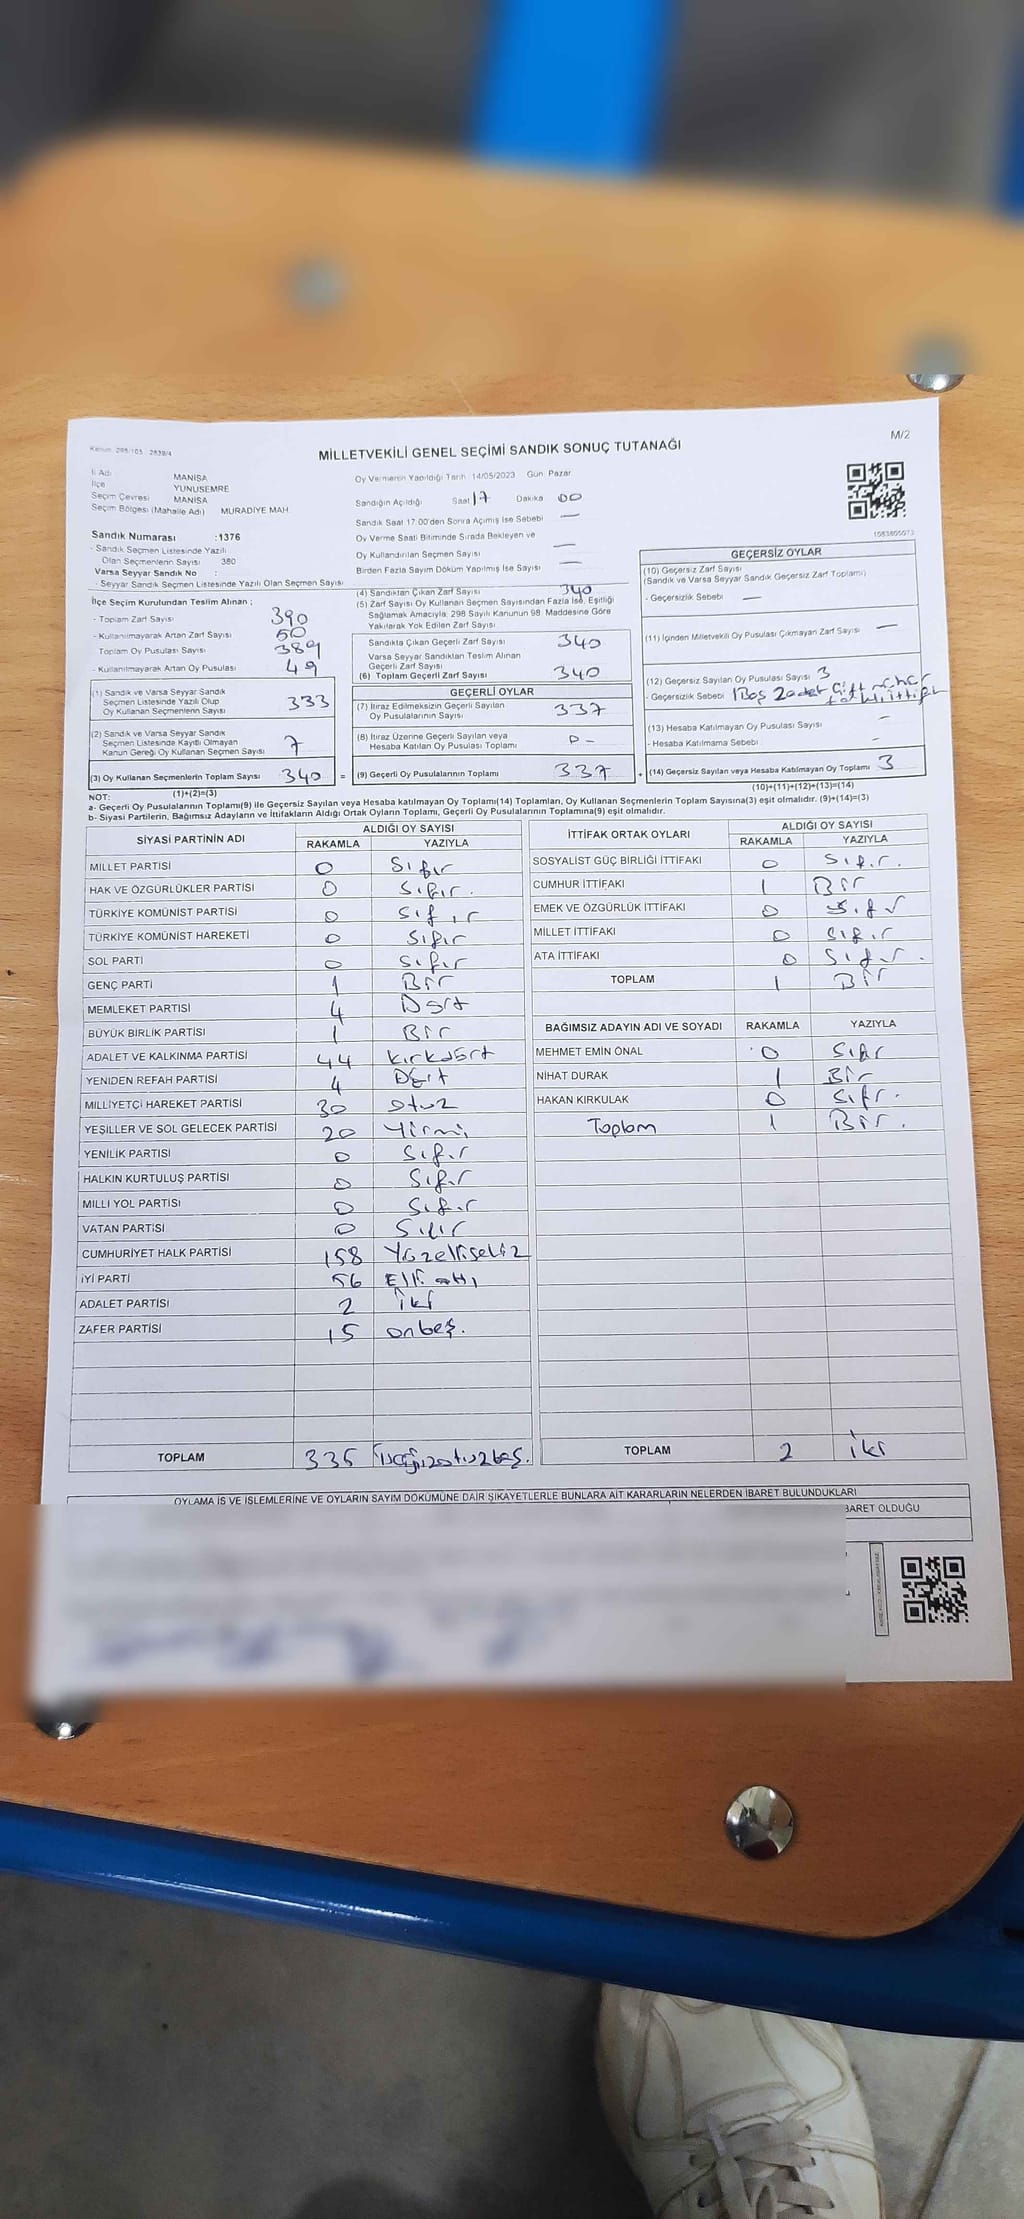 Kanun: 298/105 - 2839/4
MİLLETVEKİLİ GENEL SEÇİMİ SANDIK SONUÇ TUTANAĞI
M/2
İl Adı MANİSA
İlçe YUNUSEMRE
Seçim Çevresi MANİSA
Seçim Bölgesi (Mahalle Adı) MURADİYE MAH.
Sandık Numarası :1376
- Sandık Seçmen Listesinde Yazılı
Olan Seçmenlerin Sayısı 380
Varsa Seyyar Sandık No :
- Seyyar Sandık Seçmen Listesinde Yazılı Olan Seçmen Sayısı
Oy Vermenin Yapıldığı Tarih 14/05/2023 Gün: Pazar
Sandığın Açıldığı Saat 17 Dakika 00
Sandık Saat 17:00'den Sonra Açımış İse Sebebi —
Oy Verme Saati Bitiminde Sırada Bekleyen ve
Oy Kullandırılan Seçmen Sayısı —
Birden Fazla Sayım Döküm Yapılmış İse Sayısı —
İlçe Seçim Kurulundan Teslim Alınan ;
- Toplam Zarf Sayısı 390
- Kullanılmayarak Artan Zarf Sayısı 50
- Toplam Oy Pusulası Sayısı 389
- Kullanılmayarak Artan Oy Pusulası 49
(1) Sandık ve Varsa Seyyar Sandık
Seçmen Listesinde Yazılı Olup
Oy Kullanan Seçmenlerin Sayısı 333
(2) Sandık ve Varsa Seyyar Sandık
Seçmen Listesinde Kayıtlı Olmayan
Kanun Gereği Oy Kullanan Seçmen Sayısı 7
(3) Oy Kullanan Seçmenlerin Toplam Sayısı 340 =
(1)+(2)=(3)
(4) Sandıktan Çıkan Zarf Sayısı 340
(5) Zarf Sayısı Oy Kullanan Seçmen Sayısından Fazla İse, Eşitliği
Sağlamak Amacıyla; 298 Sayılı Kanunun 98. Maddesine Göre
Yakılarak Yok Edilen Zarf Sayısı
Sandıkta Çıkan Geçerli Zarf Sayısı 340
Varsa Seyyar Sandıktan Teslim Alınan
Geçerli Zarf Sayısı
(6) Toplam Geçerli Zarf Sayısı 340
GEÇERLİ OYLAR
(7) İtiraz Edilmeksizin Geçerli Sayılan
Oy Pusulalarının Sayısı 337
(8) İtiraz Üzerine Geçerli Sayılan veya
Hesaba Katılan Oy Pusulası Toplamı 0 -
(9) Geçerli Oy Pusulalarının Toplamı 337 +
1083800073
GEÇERSİZ OYLAR
(10) Geçersiz Zarf Sayısı
(Sandık ve Varsa Seyyar Sandık Geçersiz Zarf Toplamı)
- Geçersizlik Sebebi —
(11) İçinden Milletvekili Oy Pusulası Çıkmayan Zarf Sayısı —
(12) Geçersiz Sayılan Oy Pusulası Sayısı 3
- Geçersizlik Sebebi 1 Boş 2 adet Çift mühür
farklı ittifak
(13) Hesaba Katılmayan Oy Pusulası Sayısı –
- Hesaba Katılmama Sebebi –
(14) Geçersiz Sayılan veya Hesaba Katılmayan Oy Toplamı 3
(10)+(11)+(12)+(13)=(14)
NOT:
a- Geçerli Oy Pusulalarının Toplamı(9) ile Geçersiz Sayılan veya Hesaba katılmayan Oy Toplamı(14) Toplamları, Oy Kullanan Seçmenlerin Toplam Sayısına(3) eşit olmalıdır. (9)+(14)=(3)
b- Siyasi Partilerin, Bağımsız Adayların ve İttifakların Aldığı Ortak Oyların Toplamı, Geçerli Oy Pusulalarının Toplamına(9) eşit olmalıdır.
SİYASİ PARTİNİN ADI ALDIĞI OY SAYISI
RAKAMLA YAZIYLA
MİLLET PARTİSİ 0 Sıfır
HAK VE ÖZGÜRLÜKLER PARTİSİ 0 Sıfır.
TÜRKİYE KOMÜNİST PARTİSİ 0 Sıfır
TÜRKİYE KOMÜNİST HAREKETİ 0 Sıfır
SOL PARTİ 0 Sıfır
GENÇ PARTİ 1 Bir
MEMLEKET PARTİSİ 4 Dört
BÜYÜK BİRLİK PARTİSİ 1 Bir
ADALET VE KALKINMA PARTİSİ 44 Kırkdört
YENİDEN REFAH PARTİSİ 4 Dört
MİLLİYETÇİ HAREKET PARTİSİ 30 otuz
YEŞİLLER VE SOL GELECEK PARTİSİ 20 Yirmi
YENİLİK PARTİSİ 0 Sıfır
HALKIN KURTULUŞ PARTİSİ 0 Sıfır
MİLLİ YOL PARTİSİ 0 Sıfır
VATAN PARTİSİ 0 Sıfır
CUMHURİYET HALK PARTİSİ 158 Yüzellisekiz
İYİ PARTİ 56 Elli altı
ADALET PARTİSİ 2 İki
ZAFER PARTİSİ 15 onbeş.
TOPLAM 335 Üçyüzotuzbeş.
İTTİFAK ORTAK OYLARI ALDIĞI OY SAYISI
RAKAMLA YAZIYLA
SOSYALİST GÜÇ BİRLİĞİ İTTİFAKI 0 Sıfır.
CUMHUR İTTİFAKI 1 Bir
EMEK VE ÖZGÜRLÜK İTTİFAKI 0 Sıfır
MİLLET İTTİFAKI 0 Sıfır
ATA İTTİFAKI 0 Sıfır.
TOPLAM 1 Bir
BAĞIMSIZ ADAYIN ADI VE SOYADI RAKAMLA YAZIYLA
MEHMET EMİN ÖNAL 0 Sıfır
NİHAT DURAK 1 Bir
HAKAN KIRKULAK 0 Sıfır.
Toplam 1 Bir.
TOPLAM 2 İki
OYLAMA İŞ VE İŞLEMLERİNE VE OYLARIN SAYIM DÖKÜMÜNE DAİR ŞİKAYETLERLE BUNLARA AİT KARARLARIN NELERDEN İBARET BULUNDUKLARI
BARET OLDUĞU